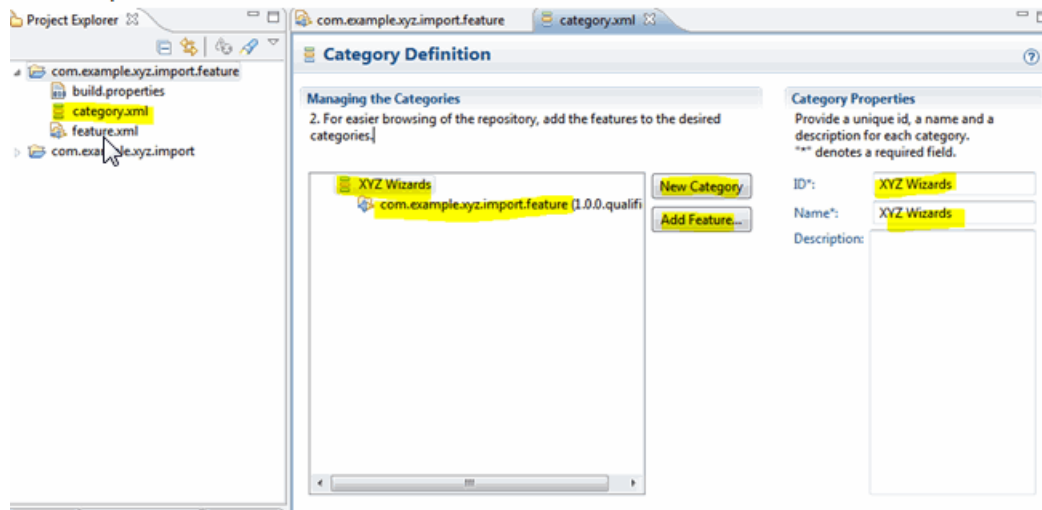 Project Explorer
com.example.xyz.import.feature
category.xml
com.example.xyz.import.feature
build.properties
category.xml
feature.xml
com.example.xyz.import
Category Definition
Managing the Categories
2. For easier browsing of the repository, add the features to the desired
categories.
XYZ Wizards
com.example.xyz.import.feature (1.0.0.qualifi
New Category
Add Feature...
Category Properties
Provide a unique id, a name and a
description for each category.
"*" denotes a required field.
ID*: XYZ Wizards
Name*: XYZ Wizards
Description: